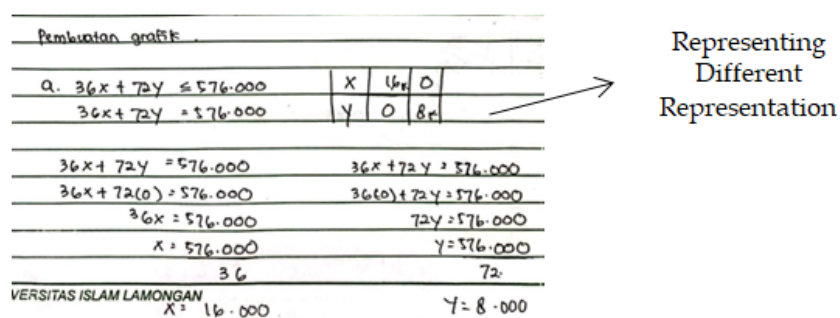 Pembuatan grafik.
a. 36x + 72y ≤ 576.000
36x + 72y = 576.000
X | 16r | 0
Y | 0 | 8r
36x + 72y = 576.000
36x + 72(0) = 576.000
36x = 576.000
x = 576.000
36
x = 16.000
36x + 72y = 576.000
36(0) + 72y = 576.000
72y = 576.000
y = 576.000
72
y = 8.000
VERSITAS ISLAM LAMONGAN
Representing
Different
Representation